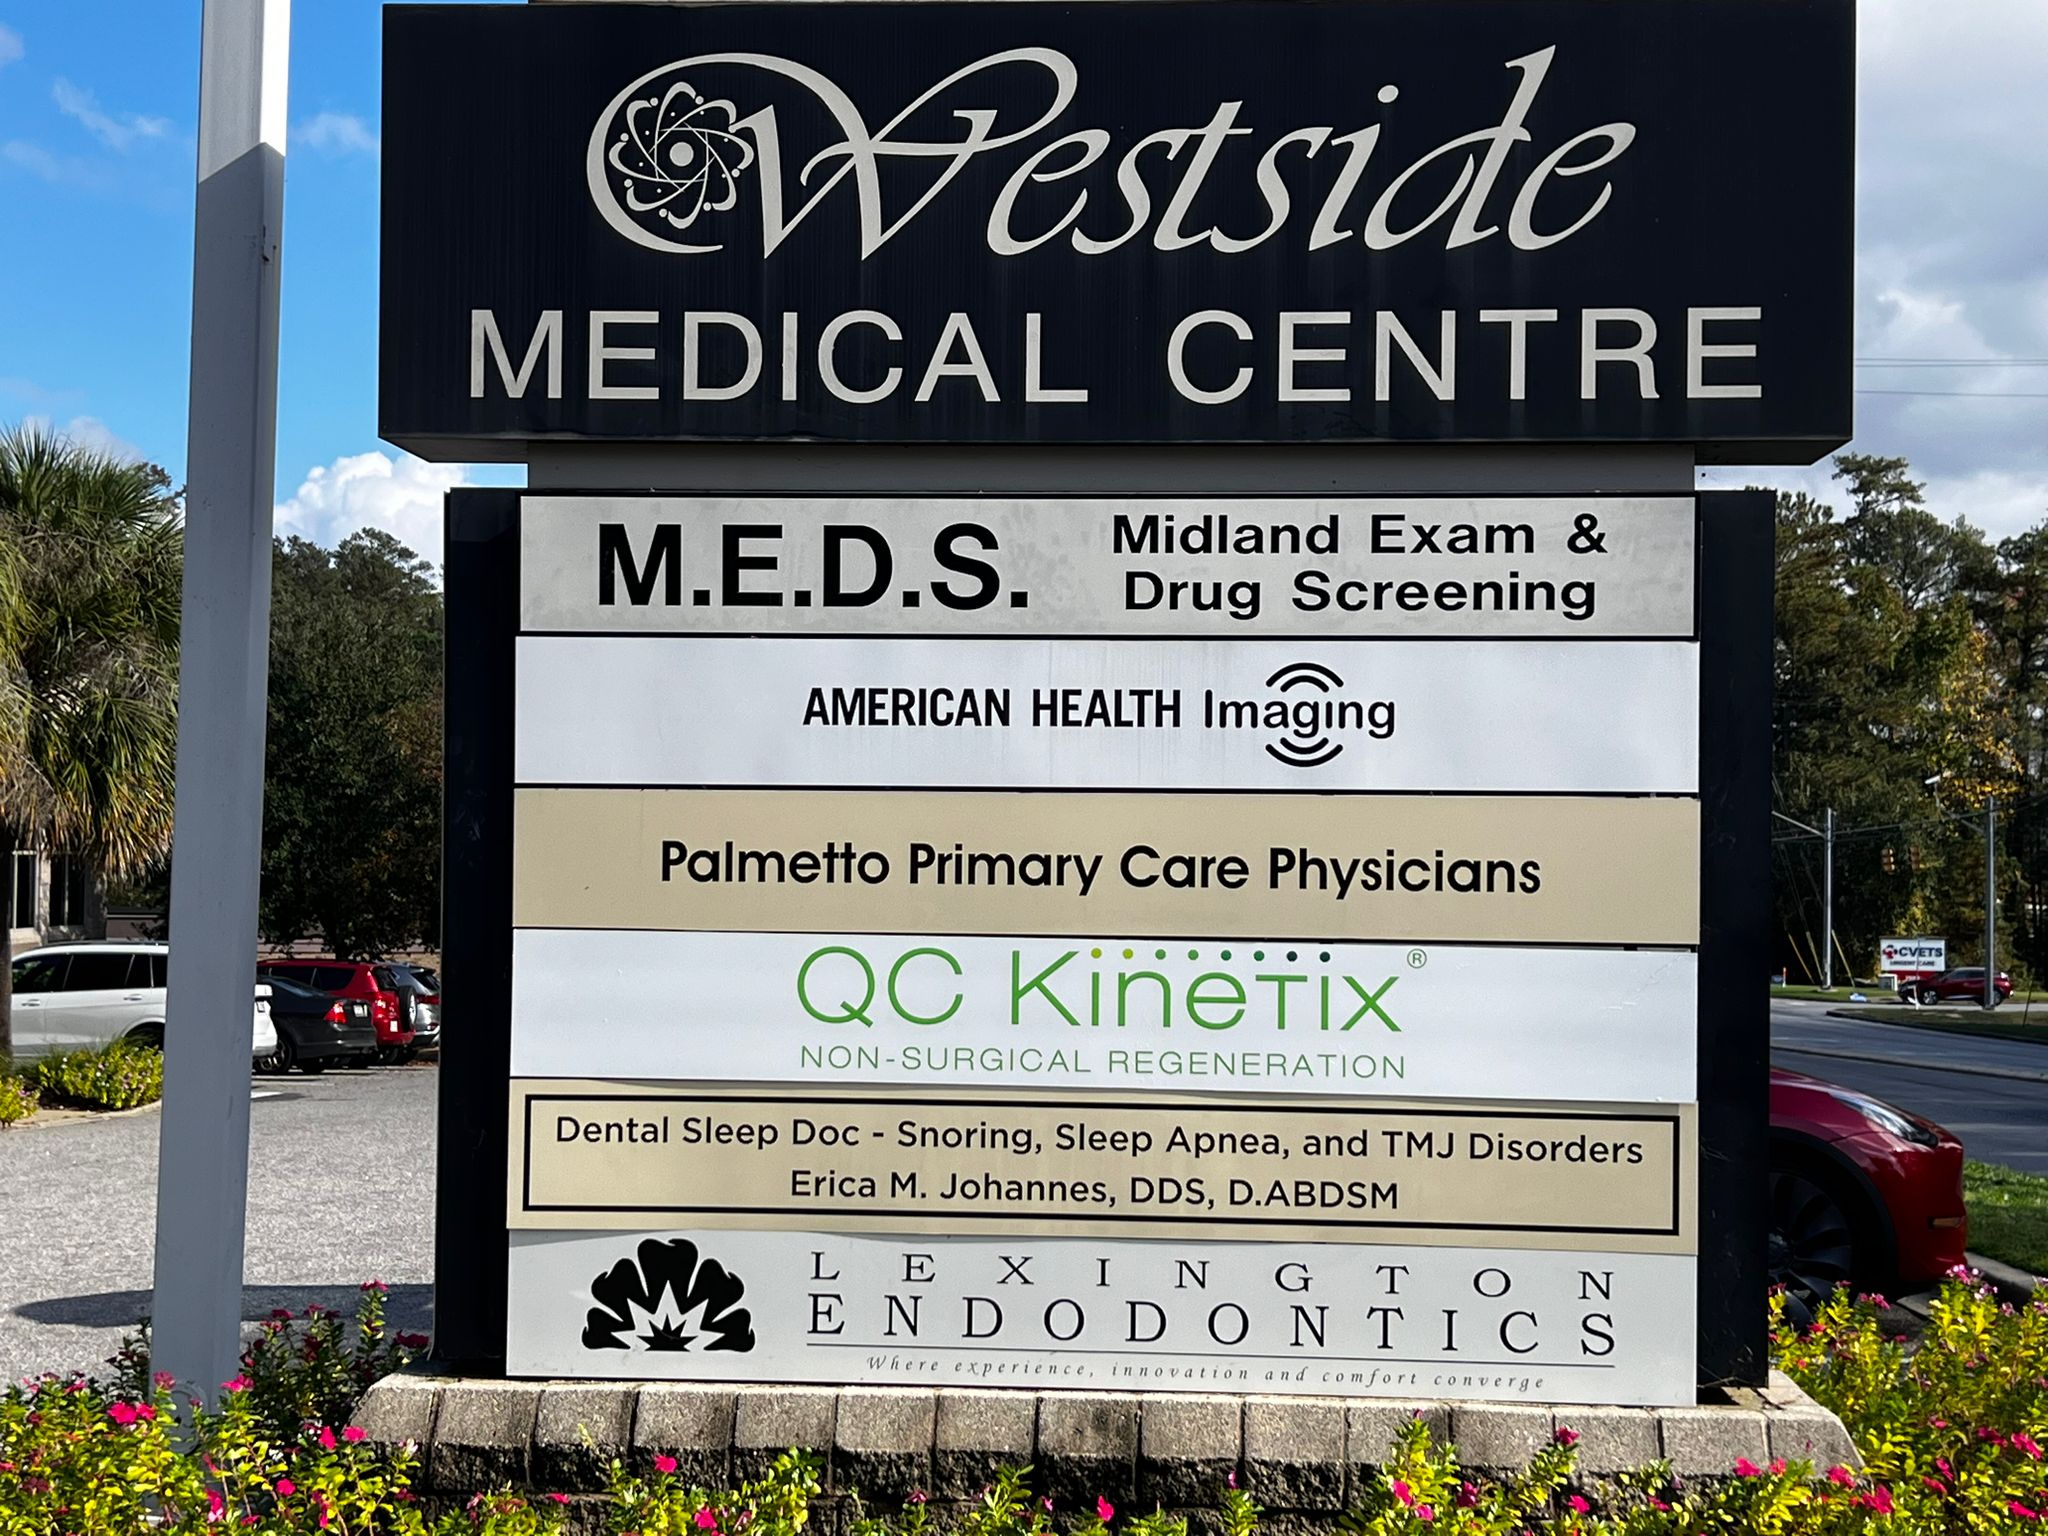 Westside
MEDICAL CENTRE
M.E.D.S.
Midland Exam &
Drug Screening
AMERICAN HEALTH Imaging
Palmetto Primary Care Physicians
QC Kinetix®
NON-SURGICAL REGENERATION
Dental Sleep Doc - Snoring, Sleep Apnea, and TMJ Disorders
Erica M. Johannes, DDS, D.ABDSM
LEXINGTON
ENDODONTICS
Where experience, innovation and comfort converge
CVETS
URGENT CARE